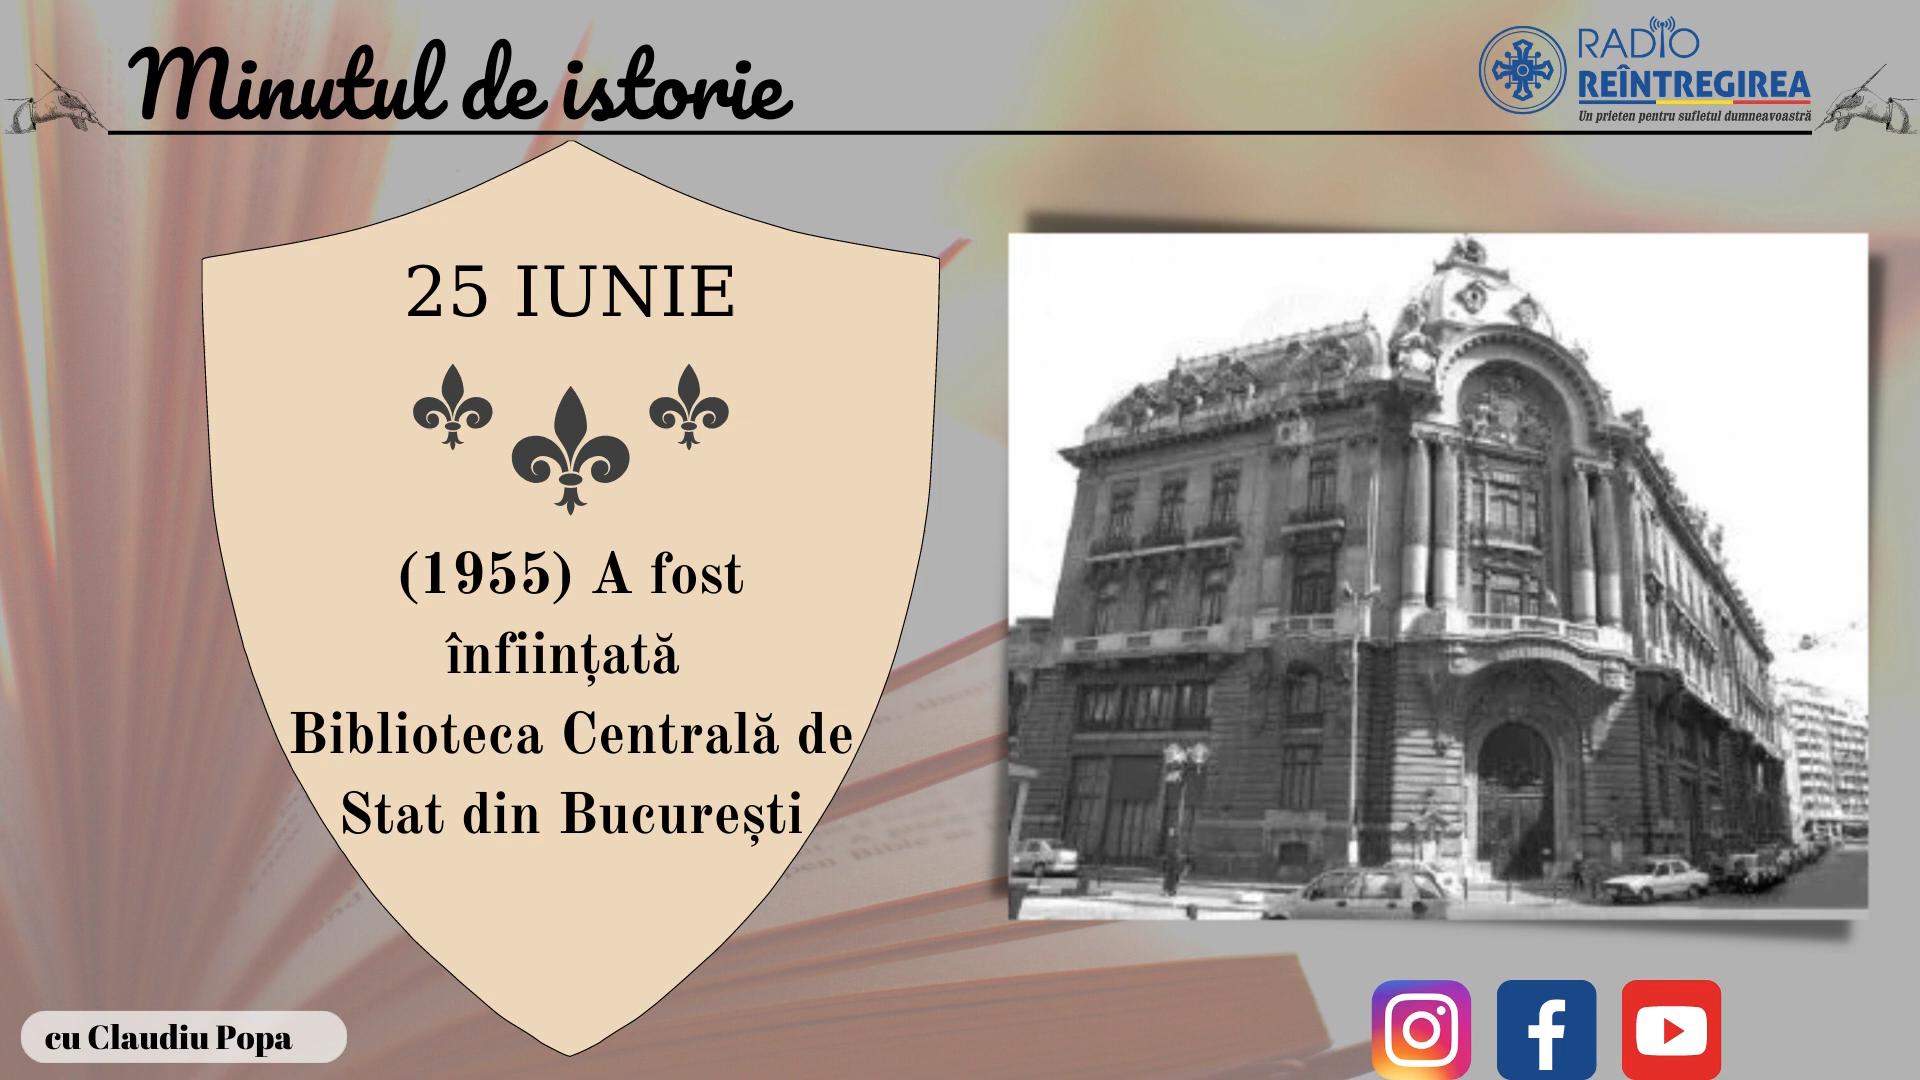 Minutul de istorie
RADIO
REÎNTREGIREA
Un prieten pentru sufletul dumneavoastră
25 IUNIE
(1955) A fost
înființată
Biblioteca Centrală de
Stat din București
cu Claudiu Popa